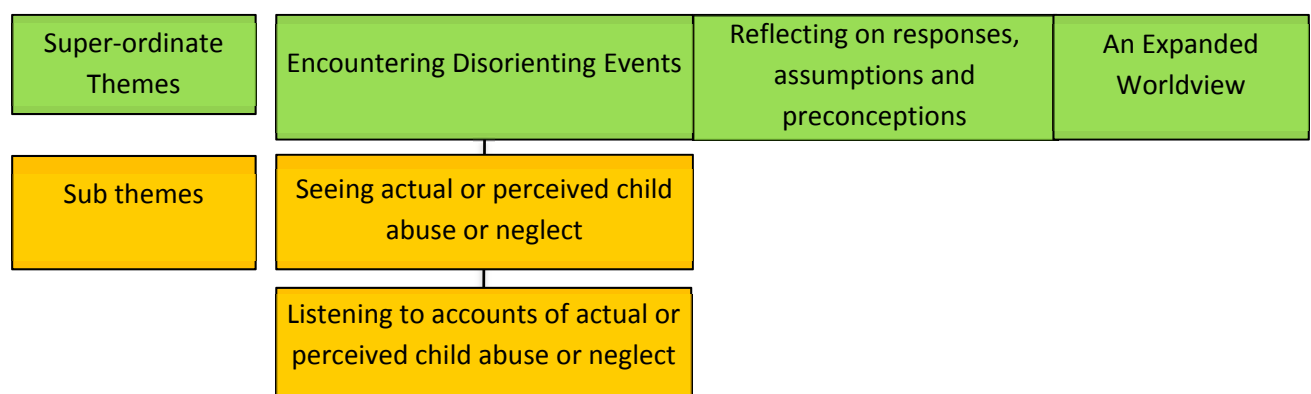 Super-ordinate
Themes
Encountering Disorienting Events
Reflecting on responses,
assumptions and
preconceptions
An Expanded
Worldview
Sub themes
Seeing actual or perceived child
abuse or neglect
Listening to accounts of actual or
perceived child abuse or neglect